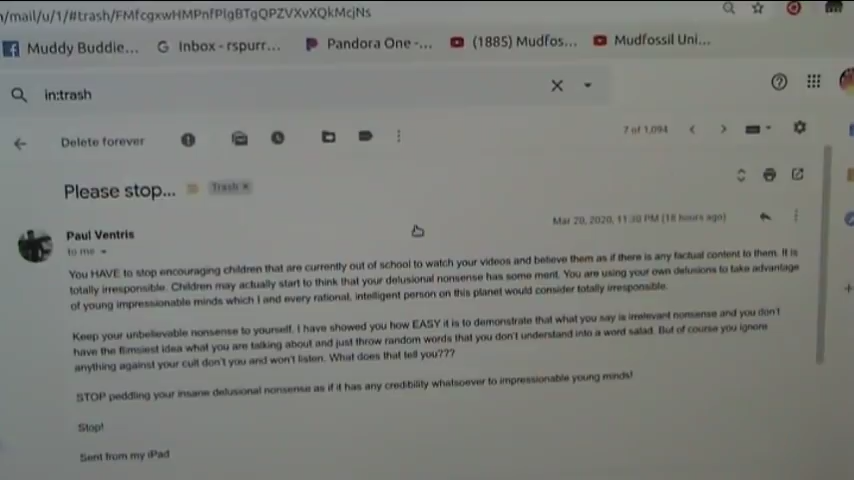 /mail/u/1/#trash/FMfcgxwHMPnfPlgBTgQPZVXvXQkMcjNs
Muddy Buddie... Inbox - rspurr... Pandora One -... (1885) Mudfos... Mudfossil Uni...
in:trash
Delete forever 7 of 1,094
Please stop... Trash x
Paul Ventris Mar 20, 2020, 11:30 PM (18 hours ago)
to me
You HAVE to stop encouraging children that are currently out of school to watch your videos and believe them as if there is any factual content to them. It is
totally irresponsible. Children may actually start to think that your delusional nonsense has some merit. You are using your own delusions to take advantage
of young impressionable minds which I and every rational, intelligent person on this planet would consider totally irresponsible.
Keep your unbelievable nonsense to yourself. I have showed you how EASY it is to demonstrate that what you say is irrelevant nonsense and you don't
have the flimsiest idea what you are talking about and just throw random words that you don't understand into a word salad. But of course you ignore
anything against your cult don't you and won't listen. What does that tell you???
STOP peddling your insane delusional nonsense as if it has any credibility whatsoever to impressionable young minds!
Stop!
Sent from my iPad